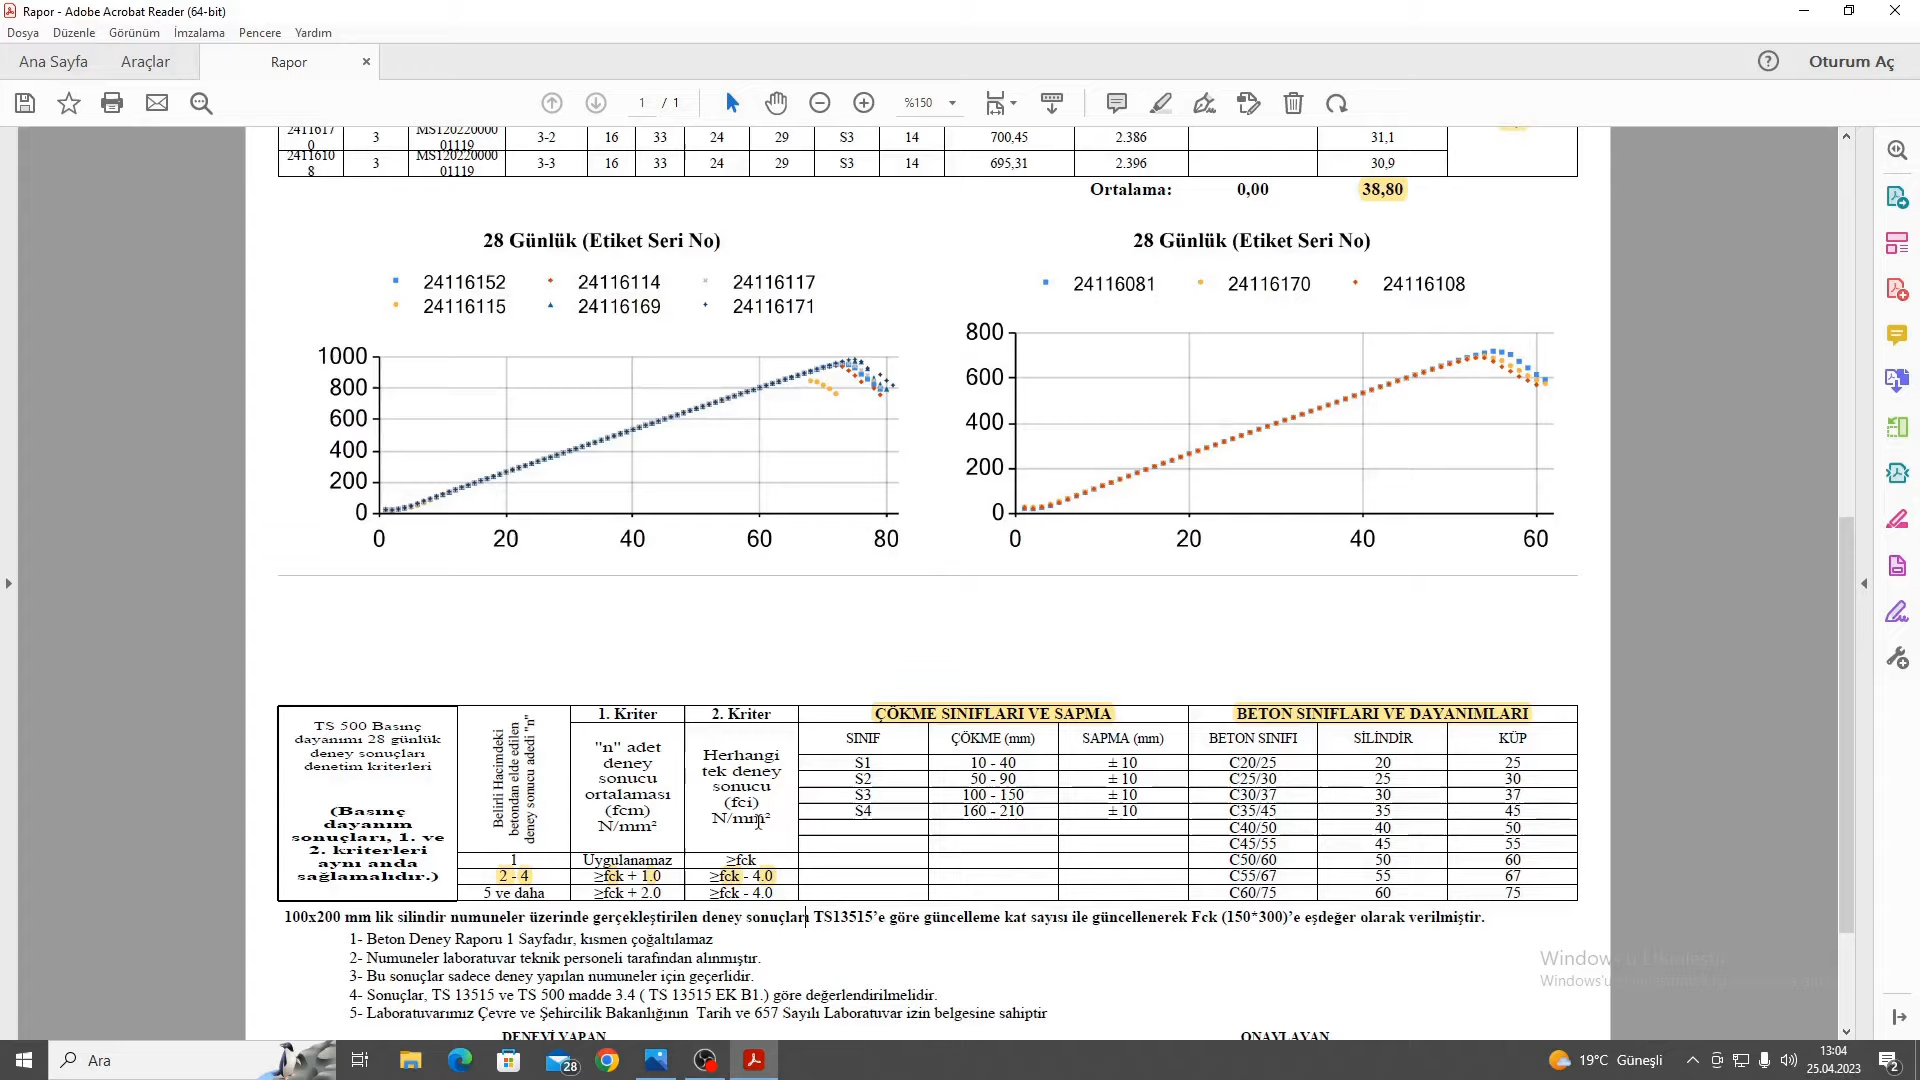 Rapor - Adobe Acrobat Reader (64-bit)
Dosya Düzenle Görünüm İmzalama Pencere Yardım
Ana Sayfa Araçlar Rapor × Oturum Aç
1 / 1 %150
2411617
0 3 MS120220000
01119 3-2 16 33 24 29 S3 14 700,45 2.386 31,1
2411610
8 3 MS120220000
01119 3-3 16 33 24 29 S3 14 695,31 2.396 30,9
Ortalama: 0,00 38,80
28 Günlük (Etiket Seri No)
24116152 24116114 24116117
24116115 24116169 24116171
1000
800
600
400
200
0
0 20 40 60 80
28 Günlük (Etiket Seri No)
24116081 24116170 24116108
800
600
400
200
0
0 20 40 60
TS 500 Basınç
dayanımı 28 günlük
deney sonuçları
denetim kriterleri
(Basınç
dayanım
sonuçları, 1. ve
2. kriterleri
aynı anda
sağlamalıdır.)
Belirli Hacimdeki
betondan elde edilen
deney sonucu adedi "n"
1. Kriter
"n" adet
deney
sonucu
ortalaması
(fcm)
N/mm²
2. Kriter
Herhangi
tek deney
sonucu
(fci)
N/mm²
1 Uygulanamaz ≥fck
2 - 4 ≥fck + 1.0 ≥fck - 4.0
5 ve daha ≥fck + 2.0 ≥fck - 4.0
ÇÖKME SINIFLARI VE SAPMA
SINIF ÇÖKME (mm) SAPMA (mm)
S1 10 - 40 ± 10
S2 50 - 90 ± 10
S3 100 - 150 ± 10
S4 160 - 210 ± 10
BETON SINIFLARI VE DAYANIMLARI
BETON SINIFI SİLİNDİR KÜP
C20/25 20 25
C25/30 25 30
C30/37 30 37
C35/45 35 45
C40/50 40 50
C45/55 45 55
C50/60 50 60
C55/67 55 67
C60/75 60 75
100x200 mm lik silindir numuneler üzerinde gerçekleştirilen deney sonuçları TS13515’e göre güncelleme kat sayısı ile güncellenerek Fck (150*300)’e eşdeğer olarak verilmiştir.
1- Beton Deney Raporu 1 Sayfadır, kısmen çoğaltılamaz
2- Numuneler laboratuvar teknik personeli tarafından alınmıştır.
3- Bu sonuçlar sadece deney yapılan numuneler için geçerlidir.
4- Sonuçlar, TS 13515 ve TS 500 madde 3.4 ( TS 13515 EK B1.) göre değerlendirilmelidir.
5- Laboratuvarımız Çevre ve Şehircilik Bakanlığının Tarih ve 657 Sayılı Laboratuvar izin belgesine sahiptir
DENEYİ YAPAN ONAYLAYAN
Windows'u Etkinleştir
Windows'u
Ara 28 19°C Güneşli 13:04
25.04.2023 2